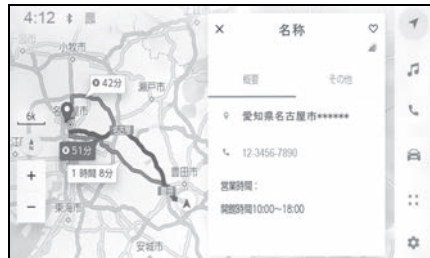 4:12
小牧市
42分
瀬戸市
6k
51分
1 時間 8分
豊田市
東海市
安城市
名称
概要
その他
愛知県名古屋市******
12-3456-7890
営業時間：
開館時間10:00～18:00